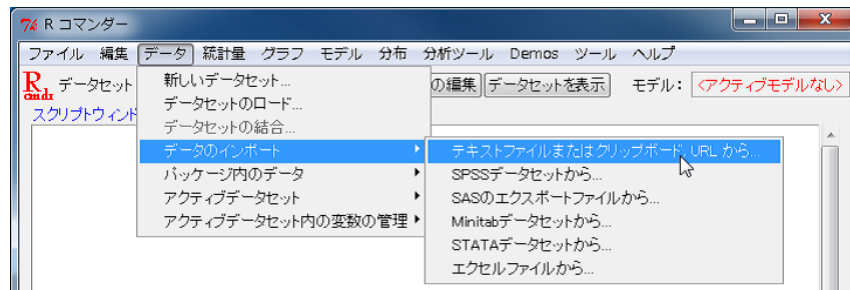 R コマンダー
ファイル 編集 データ 統計量 グラフ モデル 分布 分析ツール Demos ツール ヘルプ
R cmdr データセット の編集 データセットを表示 モデル: <アクティブモデルなし>
スクリプトウィンド
新しいデータセット...
データセットのロード...
データセットの結合...
データのインポート
パッケージ内のデータ
アクティブデータセット
アクティブデータセット内の変数の管理
テキストファイルまたはクリップボード, URL から...
SPSSデータセットから...
SASのエクスポートファイルから...
Minitabデータセットから...
STATAデータセットから...
エクセルファイルから...